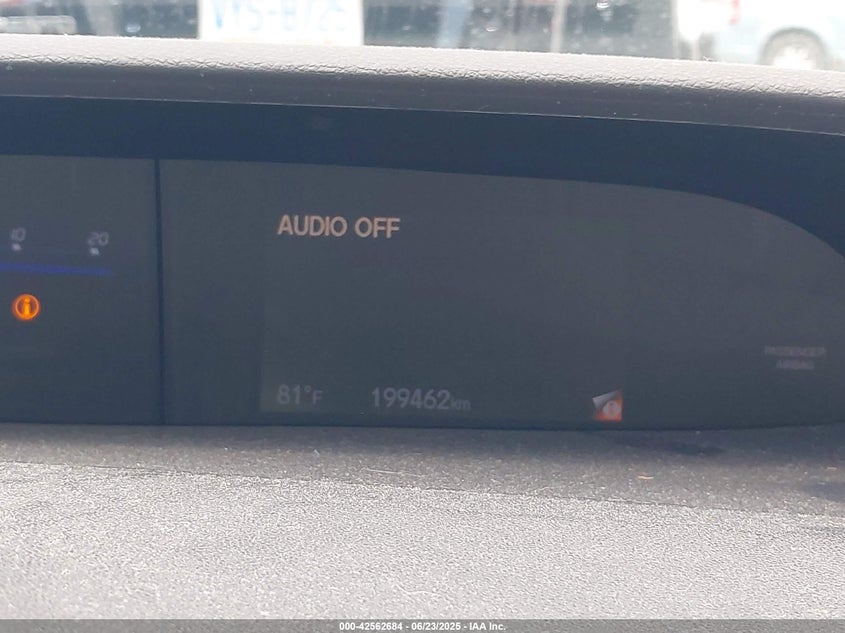 10 20
AUDIO OFF
PASSENGER
AIRBAG
81°F 199462km
000-42562684 - 06/23/2025 - IAA Inc.